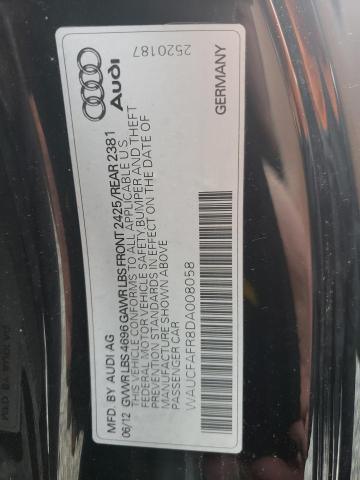 MFD. BY AUDI AG
06/12 GVWR LBS 4696 GAWR LBS FRONT 2425/REAR 2381
THIS VEHICLE CONFORMS TO ALL APPLICABLE U.S.
FEDERAL MOTOR VEHICLE SAFETY BUMPER AND THEFT
PREVENTION STANDARDS IN EFFECT ON THE DATE OF
MANUFACTURE SHOWN ABOVE
PASSENGER CAR
WAUCFAFR8DA008058
Audi
2520187
GERMANY